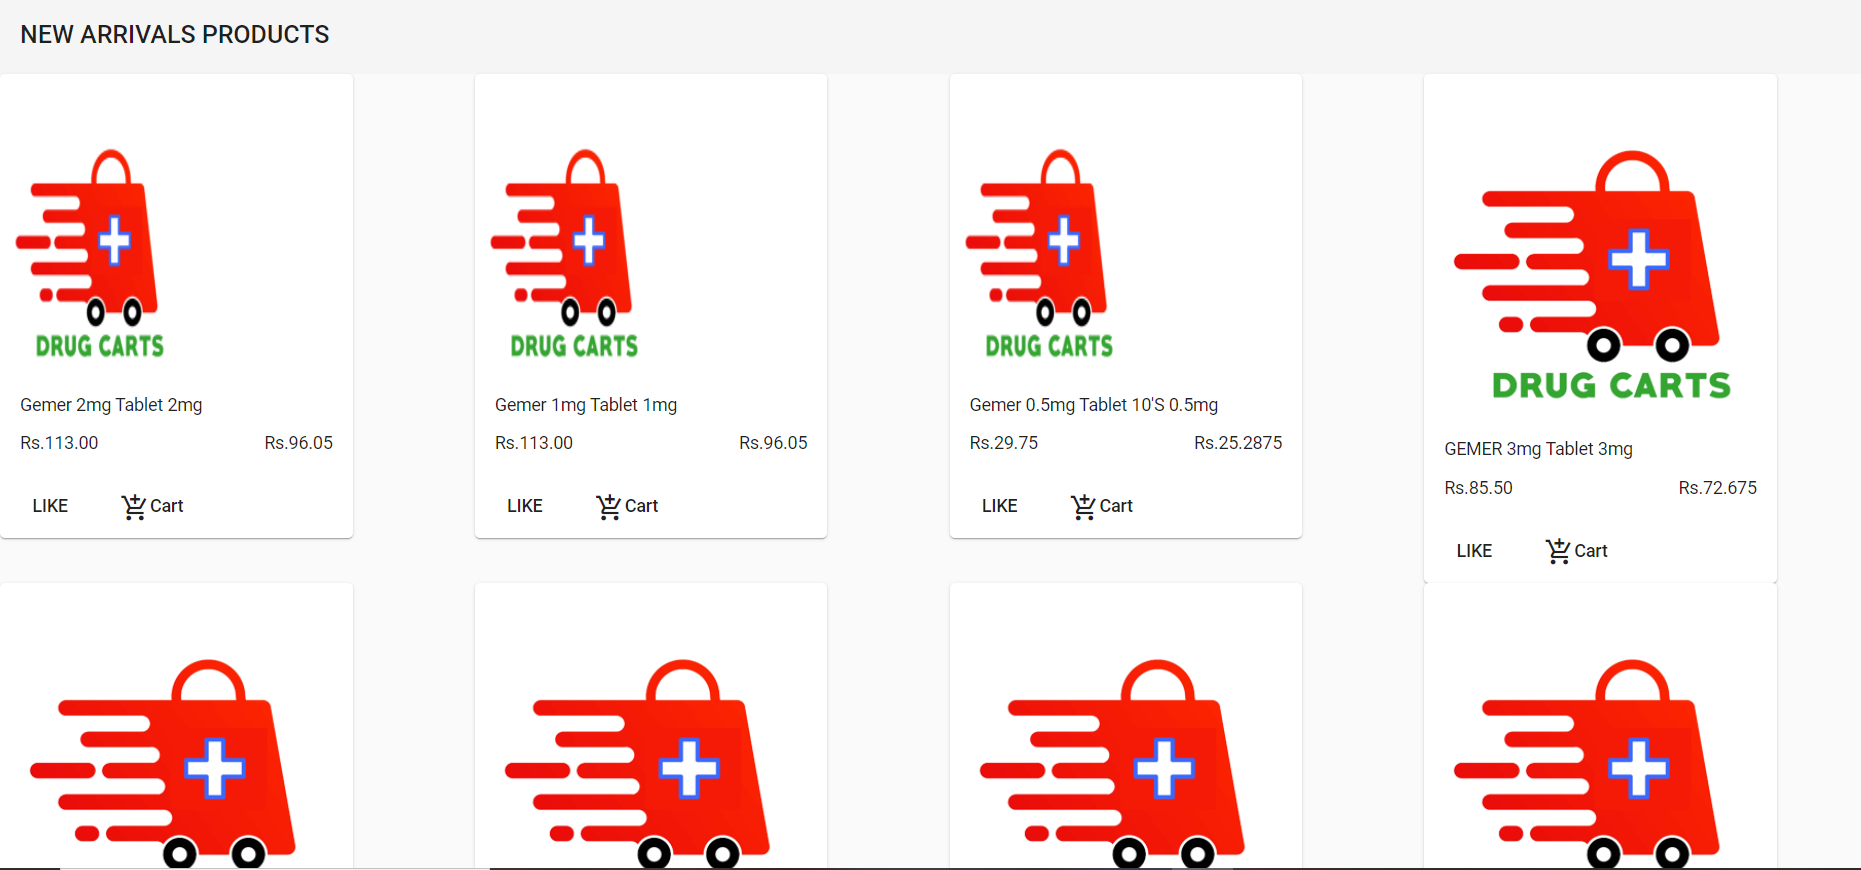 NEW ARRIVALS PRODUCTS
DRUG CARTS
Gemer 2mg Tablet 2mg
Rs.113.00 Rs.96.05
LIKE Cart
DRUG CARTS
Gemer 1mg Tablet 1mg
Rs.113.00 Rs.96.05
LIKE Cart
DRUG CARTS
Gemer 0.5mg Tablet 10'S 0.5mg
Rs.29.75 Rs.25.2875
LIKE Cart
DRUG CARTS
GEMER 3mg Tablet 3mg
Rs.85.50 Rs.72.675
LIKE Cart